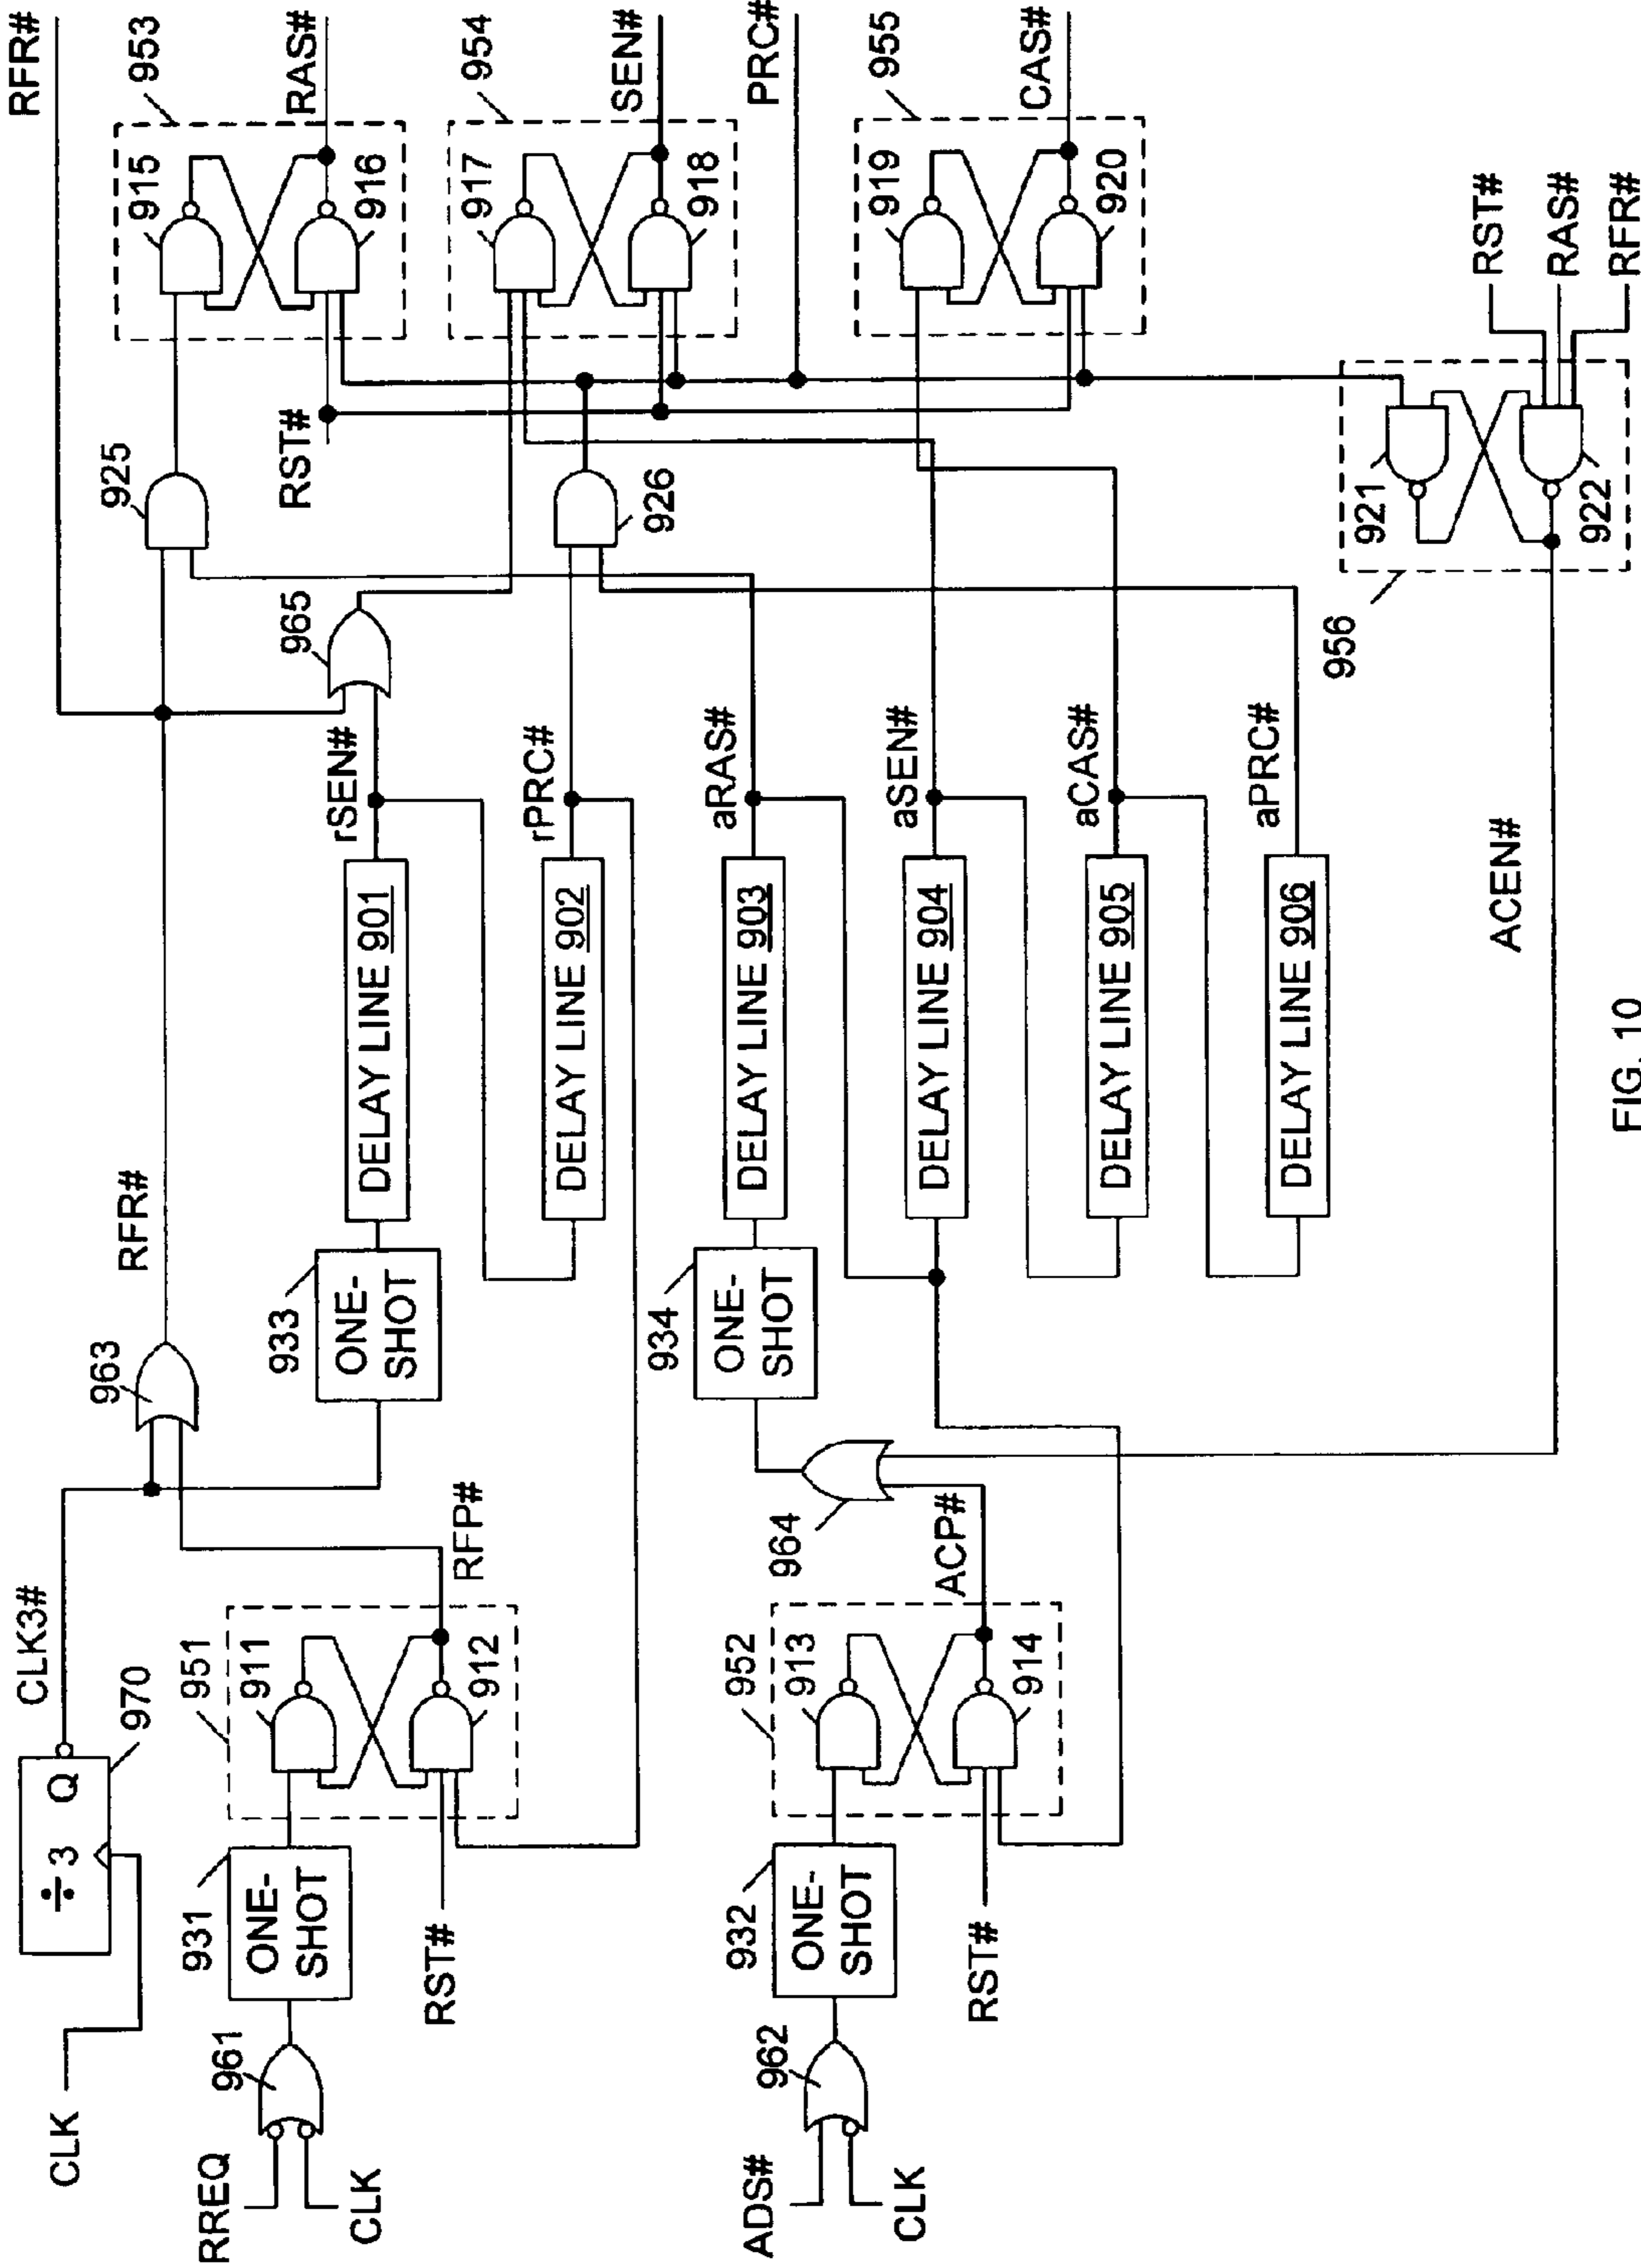 RFR#
953
RAS#
954
SEN#
PRC#
955
CAS#
915
916
917
918
919
920
RST#
RAS#
RFR#
RST#
925
926
921
922
965
956
rSEN#
rPRC#
aRAS#
aSEN#
aCAS#
aPRC#
ACEN#
DELAY LINE 901
DELAY LINE 902
DELAY LINE 903
DELAY LINE 904
DELAY LINE 905
DELAY LINE 906
FIG. 10
RFR#
963
933
ONE-
SHOT
934
ONE-
SHOT
CLK3#
RFP#
964
ACP#
970
÷3
Q
951
911
912
952
913
914
CLK
931
ONE-
SHOT
RST#
932
ONE-
SHOT
RST#
961
962
RREQ
CLK
ADS#
CLK